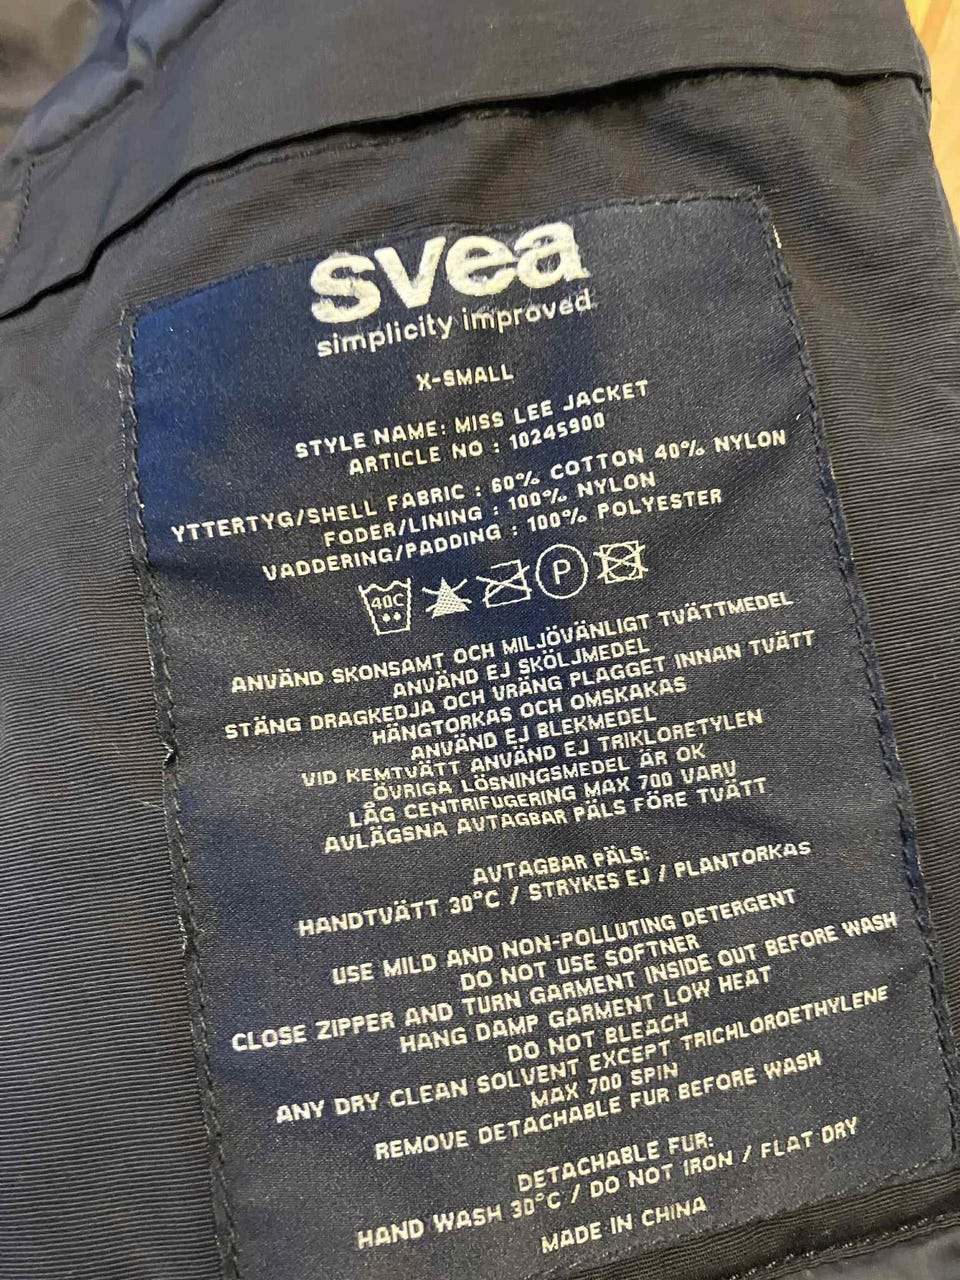 svea
simplicity improved
X-SMALL
STYLE NAME: MISS LEE JACKET
ARTICLE NO : 10245900
YTTERTYG/SHELL FABRIC : 60% COTTON 40% NYLON
FODER/LINING : 100% NYLON
VADDERING/PADDING : 100% POLYESTER
40C P
ANVÄND SKONSAMT OCH MILJÖVÄNLIGT TVÄTTMEDEL
ANVÄND EJ SKÖLJMEDEL
STÄNG DRAGKEDJA OCH VRÄNG PLAGGET INNAN TVÄTT
HÄNGTORKAS OCH OMSKAKAS
ANVÄND EJ BLEKMEDEL
VID KEMTVÄTT ANVÄND EJ TRIKLORETYLEN
ÖVRIGA LÖSNINGSMEDEL ÄR OK
LÅG CENTRIFUGERING MAX 700 VARV
AVLÄGSNA AVTAGBAR PÄLS FÖRE TVÄTT
AVTAGBAR PÄLS:
HANDTVÄTT 30°C / STRYKES EJ / PLANTORKAS
USE MILD AND NON-POLLUTING DETERGENT
DO NOT USE SOFTNER
CLOSE ZIPPER AND TURN GARMENT INSIDE OUT BEFORE WASH
HANG DAMP GARMENT LOW HEAT
DO NOT BLEACH
ANY DRY CLEAN SOLVENT EXCEPT TRICHLOROETHYLENE
MAX 700 SPIN
REMOVE DETACHABLE FUR BEFORE WASH
DETACHABLE FUR:
HAND WASH 30°C / DO NOT IRON / FLAT DRY
MADE IN CHINA